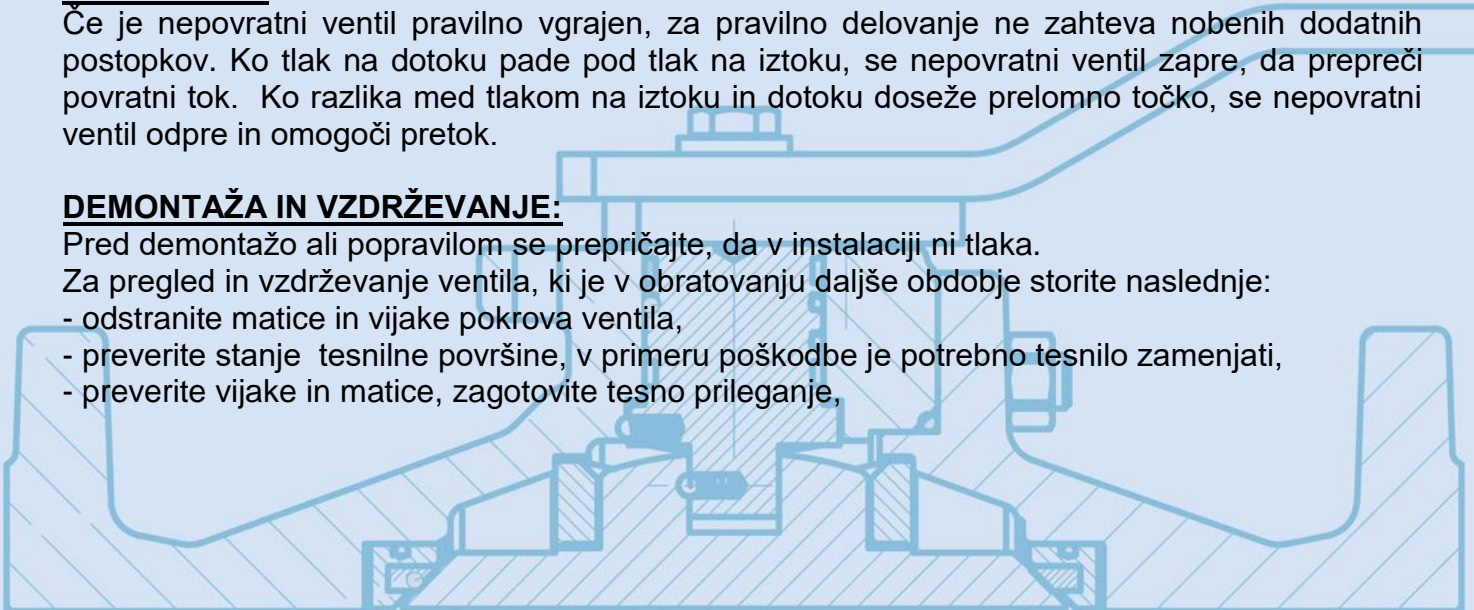 Če je nepovratni ventil pravilno vgrajen, za pravilno delovanje ne zahteva nobenih dodatnih
postopkov. Ko tlak na dotoku pade pod tlak na iztoku, se nepovratni ventil zapre, da prepreči
povratni tok.  Ko razlika med tlakom na iztoku in dotoku doseže prelomno točko, se nepovratni
ventil odpre in omogoči pretok.
DEMONTAŽA IN VZDRŽEVANJE:
Pred demontažo ali popravilom se prepričajte, da v instalaciji ni tlaka.
Za pregled in vzdrževanje ventila, ki je v obratovanju daljše obdobje storite naslednje:
- odstranite matice in vijake pokrova ventila,
- preverite stanje  tesnilne površine, v primeru poškodbe je potrebno tesnilo zamenjati,
- preverite vijake in matice, zagotovite tesno prileganje,